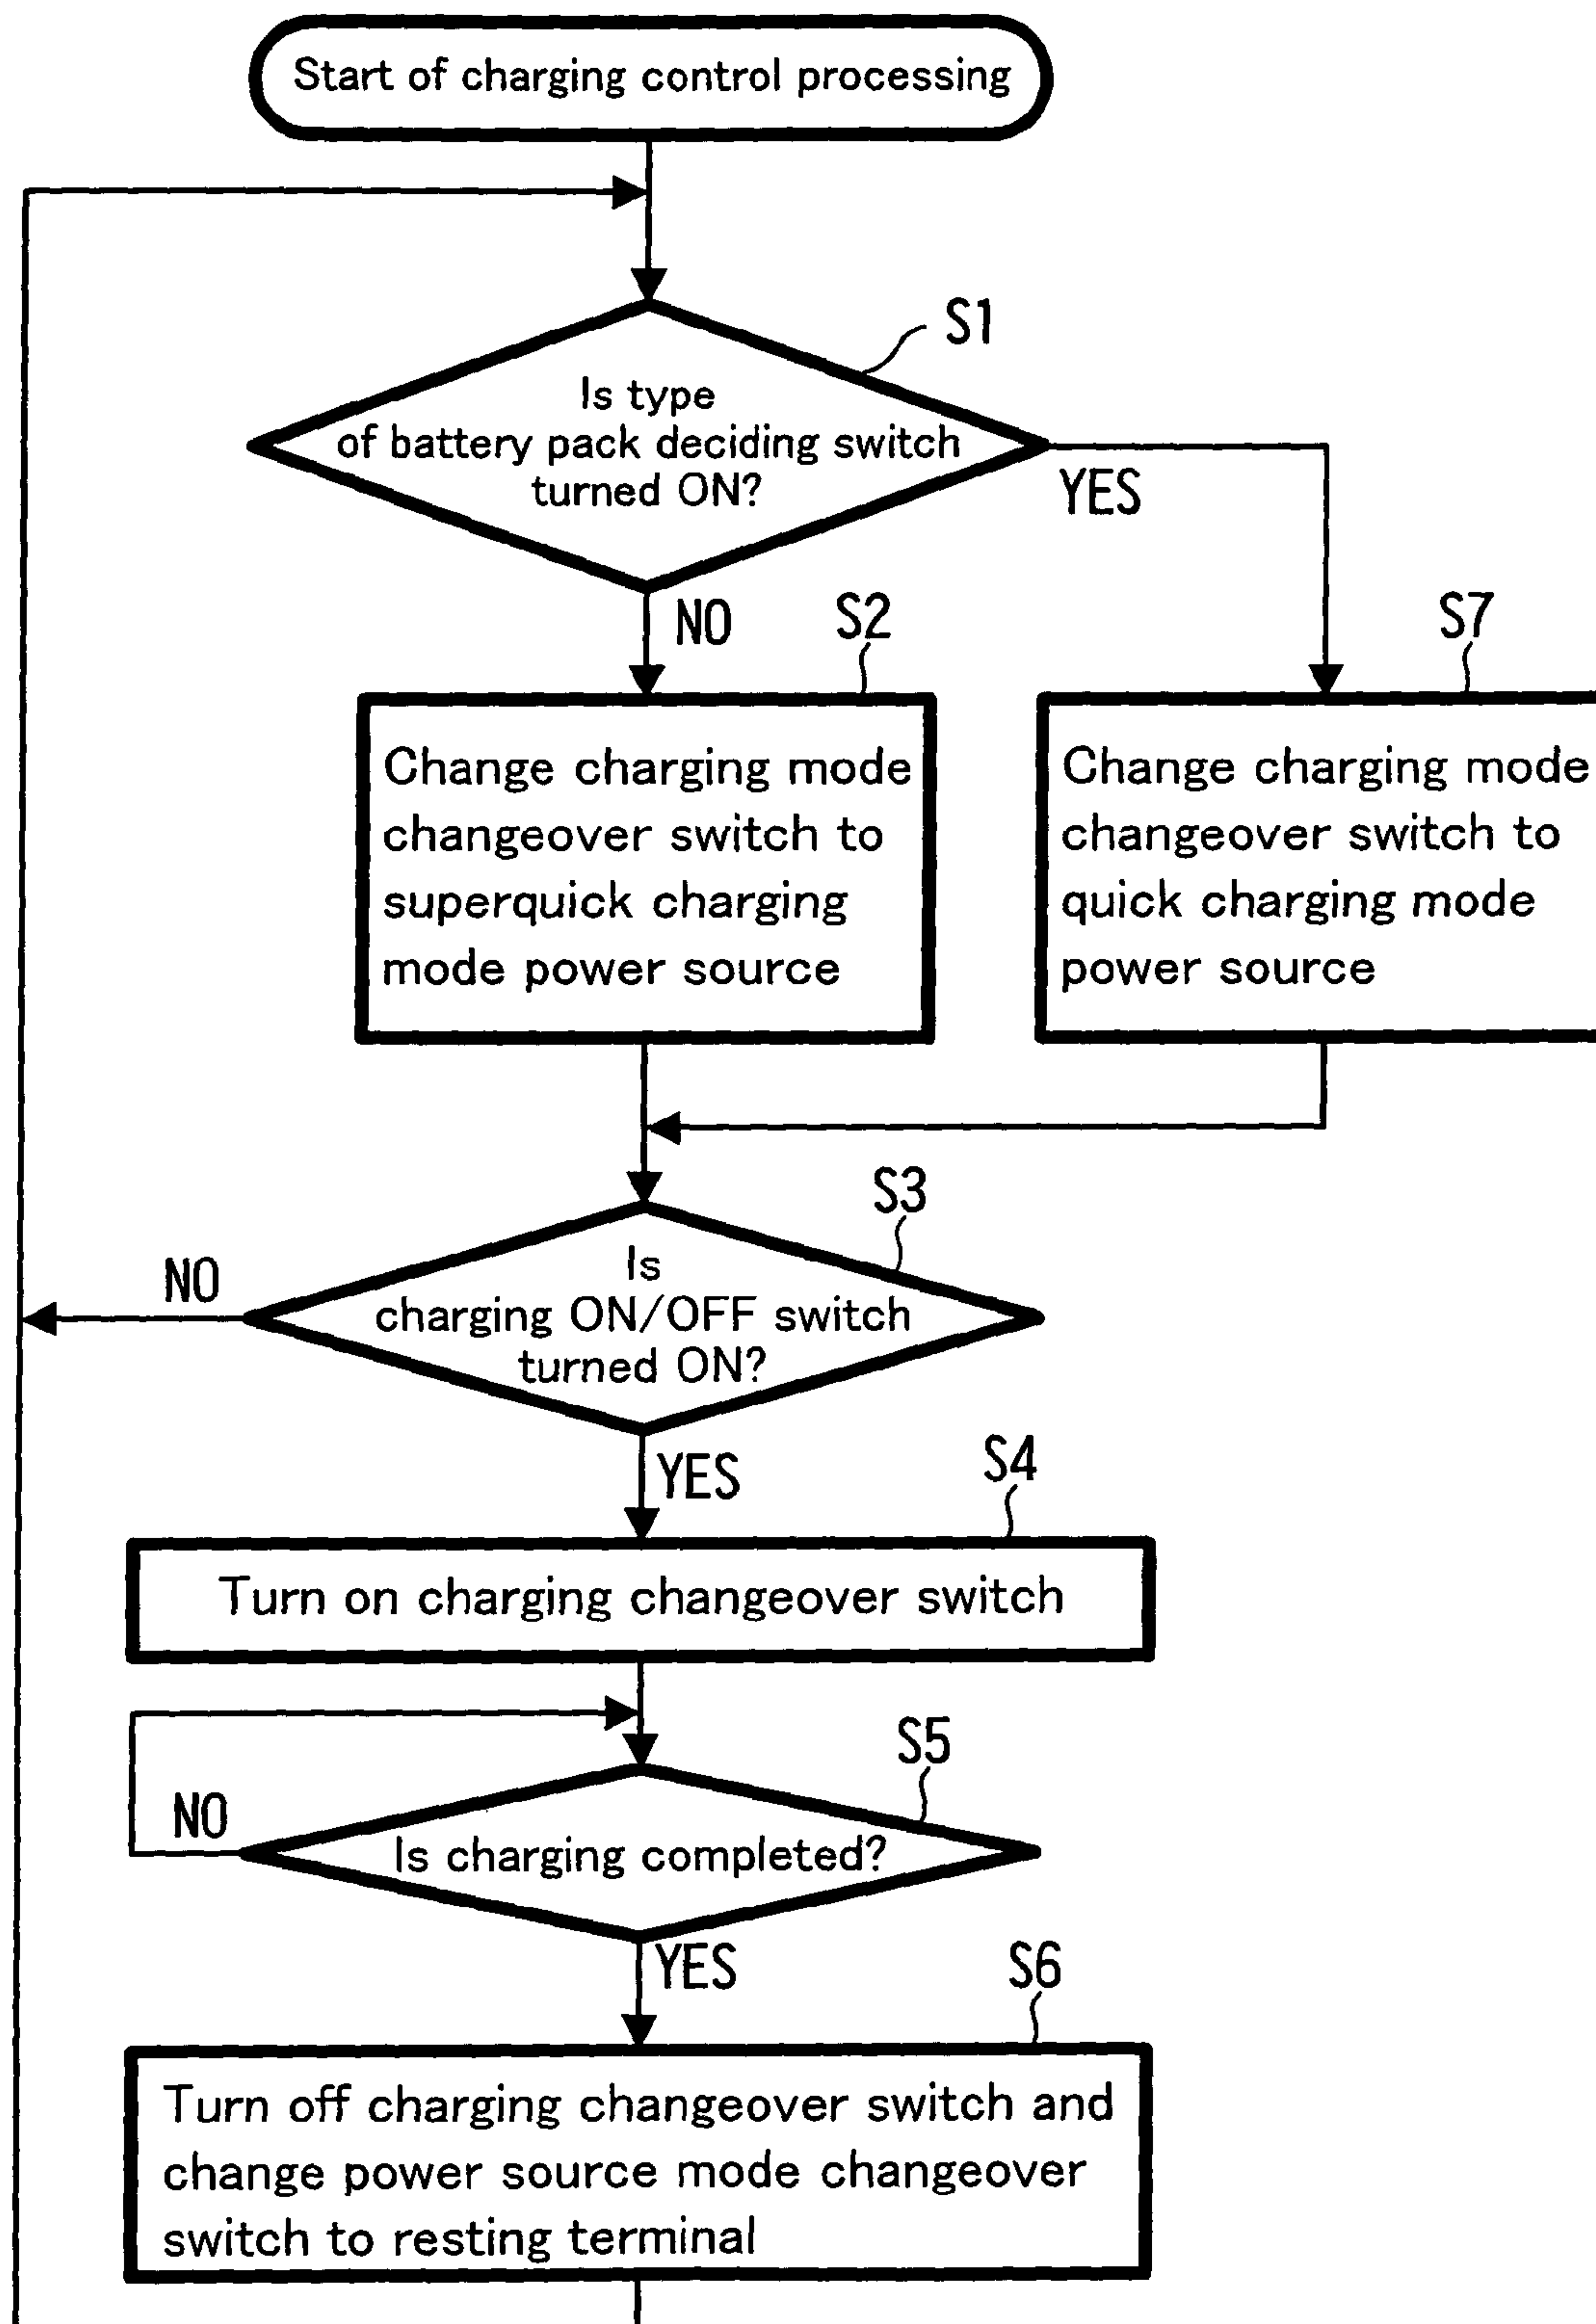 Start of charging control processing
S1
Is type
of battery pack deciding switch
turned ON?
YES
NO
S2
S7
Change charging mode
changeover switch to
superquick charging
mode power source
Change charging mode
changeover switch to
quick charging mode
power source
S3
NO
Is
charging ON/OFF switch
turned ON?
YES
S4
Turn on charging changeover switch
S5
NO
Is charging completed?
YES
S6
Turn off charging changeover switch and
change power source mode changeover
switch to resting terminal